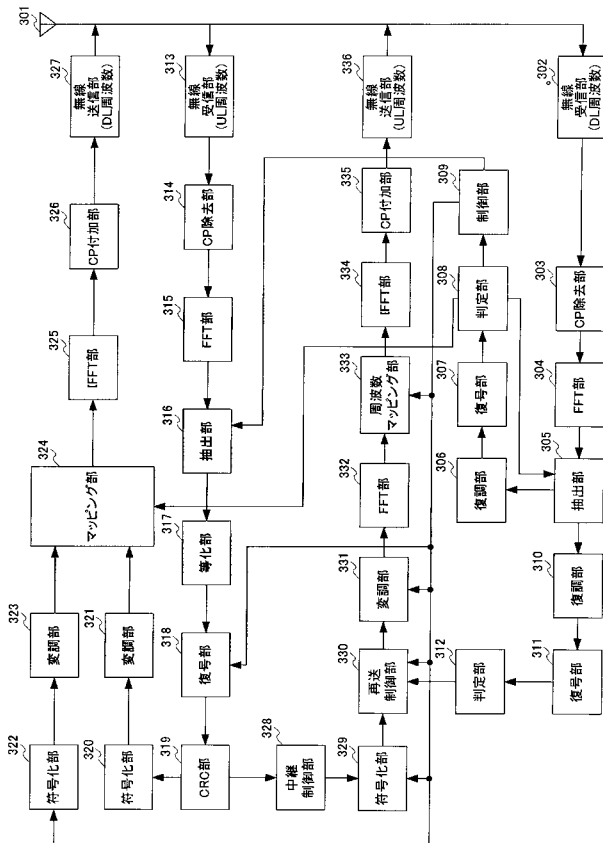 301
327
無線
送信部
(DL周波数)
326
CP付加部
325
IFFT部
324
マッピング部
323
変調部
322
符号化部
321
変調部
320
符号化部
313
無線
受信部
(UL周波数)
314
CP除去部
315
FFT部
316
抽出部
317
等化部
318
復号部
319
CRC部
328
中継
制御部
336
無線
送信部
(UL周波数)
335
CP付加部
334
IFFT部
333
周波数
マッピング部
332
FFT部
331
変調部
330
再送
制御部
329
符号化部
309
制御部
308
判定部
307
復号部
306
復調部
312
判定部
302
無線
受信部
(DL周波数)
303
CP除去部
304
FFT部
305
抽出部
310
復調部
311
復号部